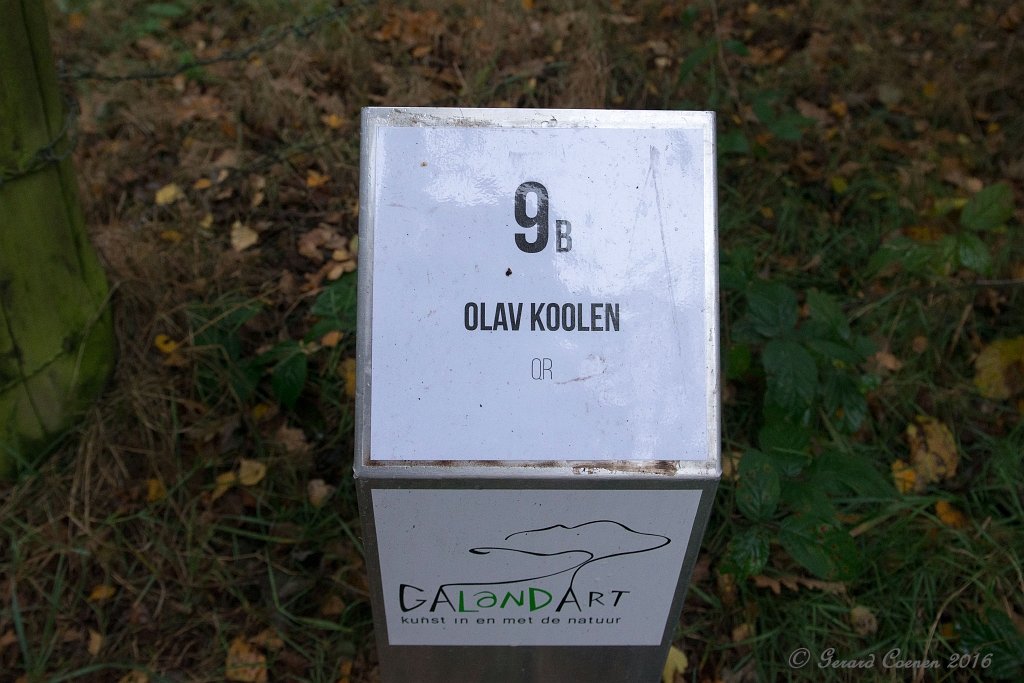 9B
OLAV KOOLEN
QR
GALANDART
kunst in en met de natuur
© Gerard Coenen 2016